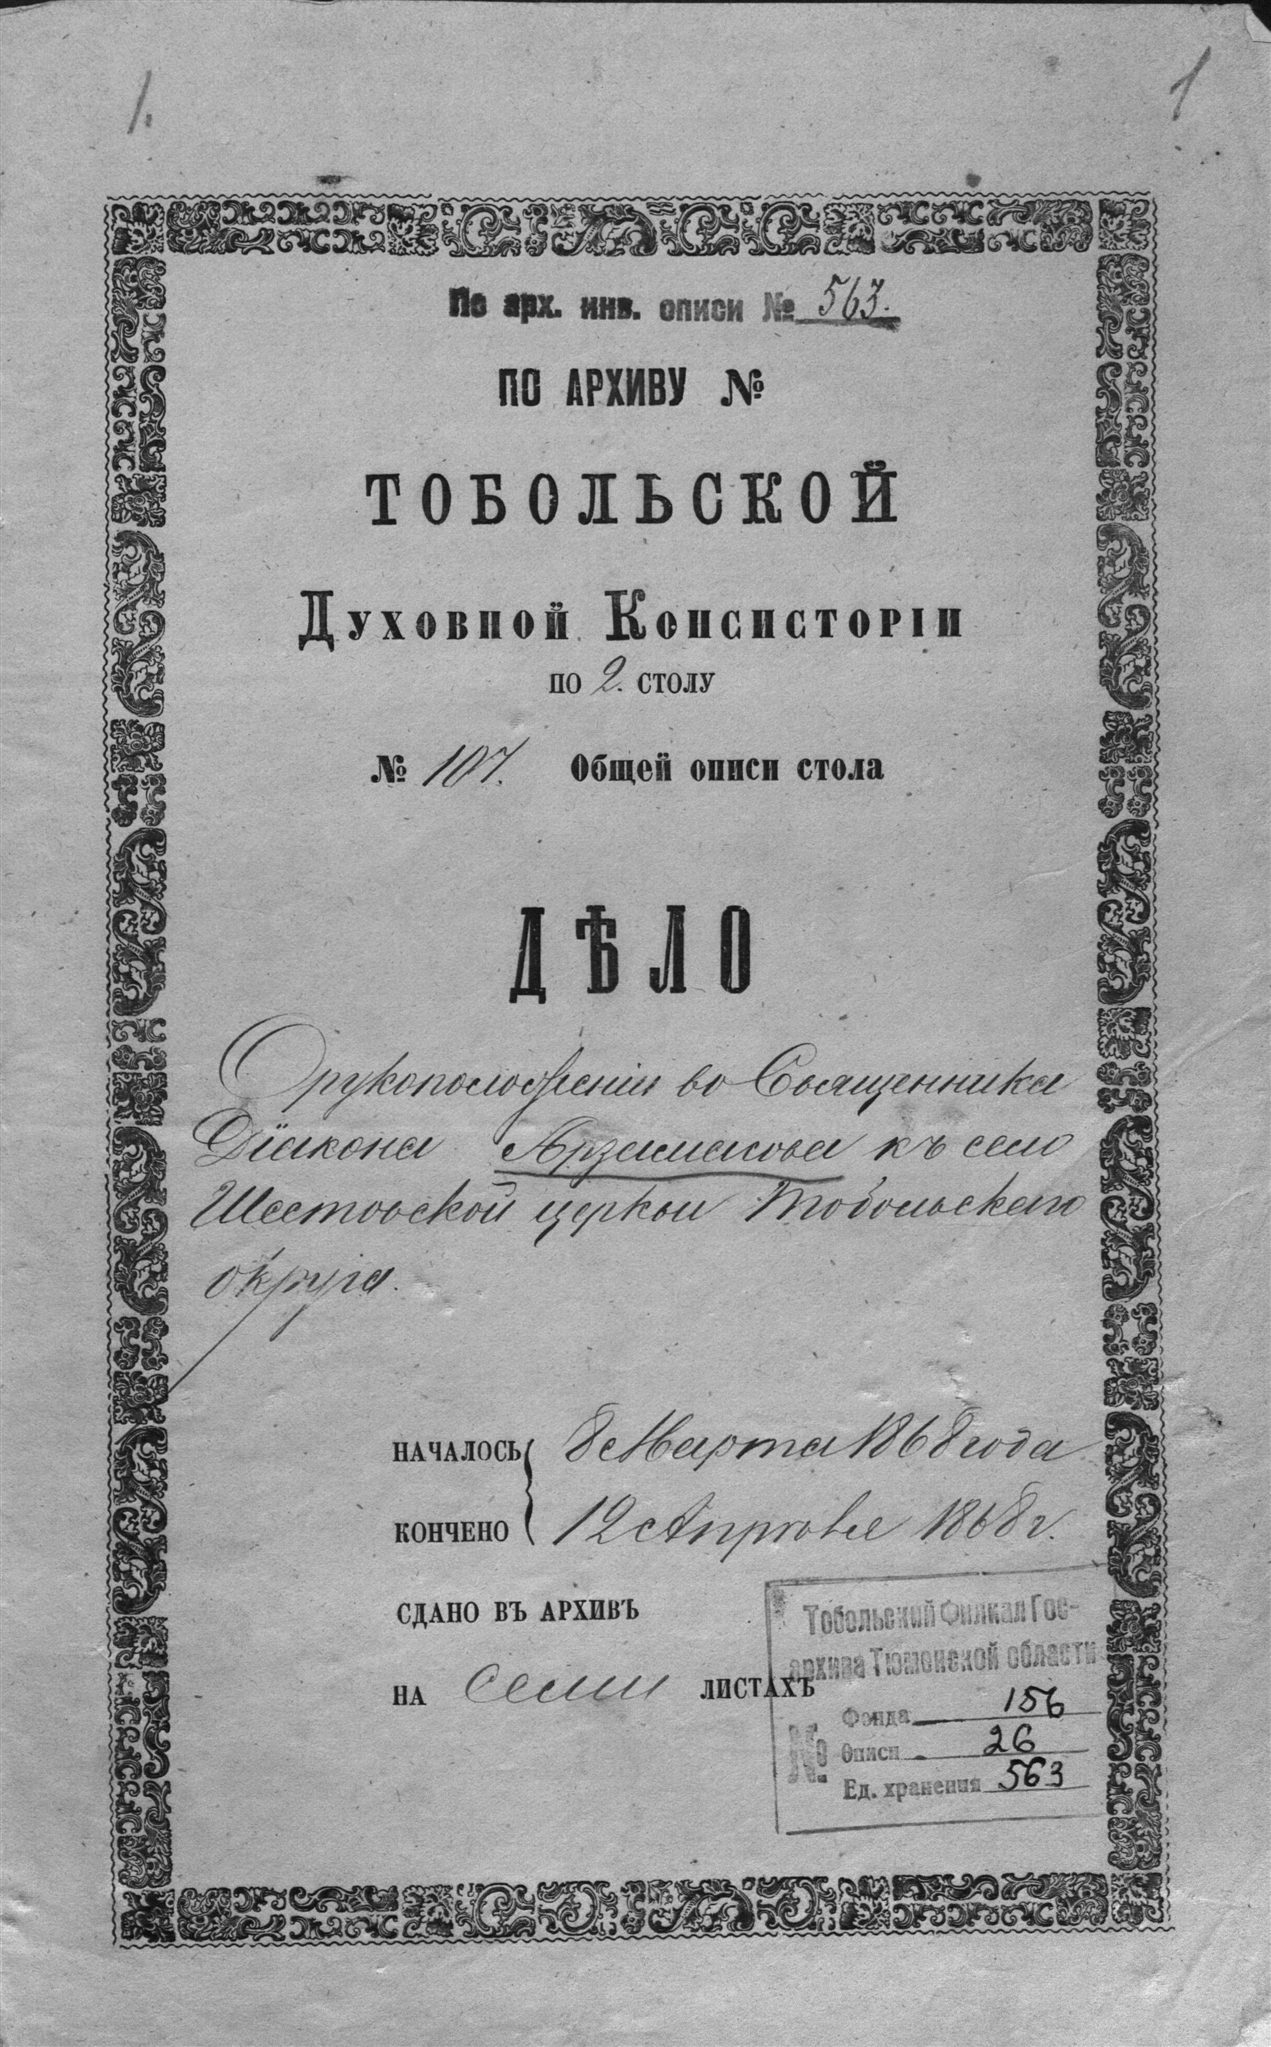 1.
1
По арх. инв. описи № 563.
ПО АРХИВУ №
ТОБОЛЬСКОЙ
ДУХОВНОЙ КОНСИСТОРІИ
ПО 2. СТОЛУ
№ 107. Общей описи стола
ДѢЛО
О рукоположеніи во Священника
Діакона Арзамасова къ село
Шестовской церкви Тобольскаго
округа.
НАЧАЛОСЬ 8 Марта 1868 года
КОНЧЕНО 12 Апрѣля 1868 г.
СДАНО ВЪ АРХИВЪ
НА семи ЛИСТАХЪ
Тобольский Филиал Гос-
архива Тюменской области
Фонда 156
№ Описи 26
Ед. хранения 563